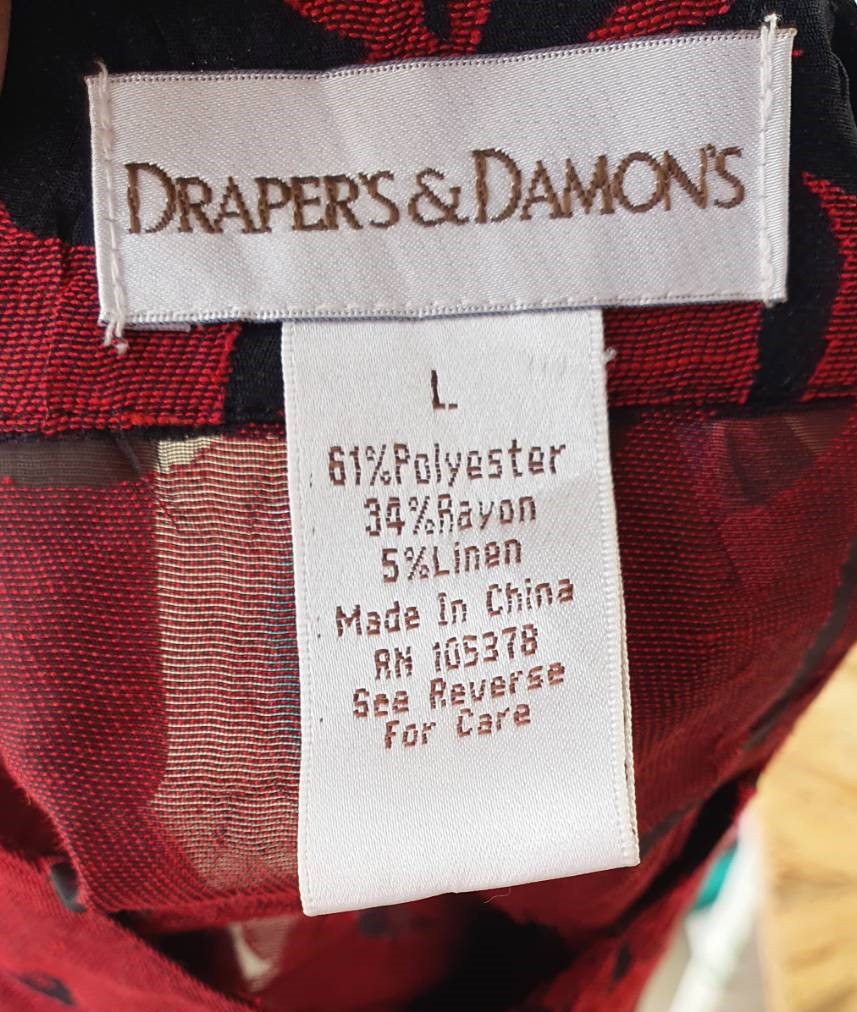 DRAPER'S & DAMON'S
L
61%Polyester
34%Rayon
5%Linen
Made In China
RN 105378
See Reverse
For Care